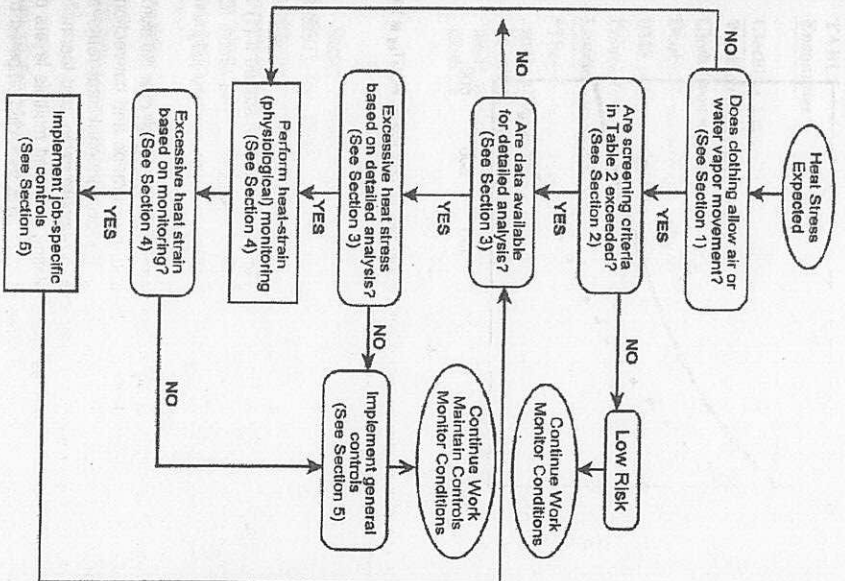 Heat Stress
Expected
Does clothing allow air or
water vapor movement?
(See Section 1)
NO
YES
Are screening criteria
in Table 2 exceeded?
(See Section 2)
NO
Low Risk
Continue Work
Monitor Conditions
YES
NO
Are data available
for detailed analysis?
(See Section 3)
YES
Excessive heat stress
based on detailed analysis?
(See Section 3)
NO
Implement general
controls
(See Section 5)
Continue Work
Maintain Controls
Monitor Conditions
YES
Perform heat-strain
(physiological) monitoring
(See Section 4)
Excessive heat strain
based on monitoring?
(See Section 4)
NO
YES
Implement job-specific
controls
(See Section 5)